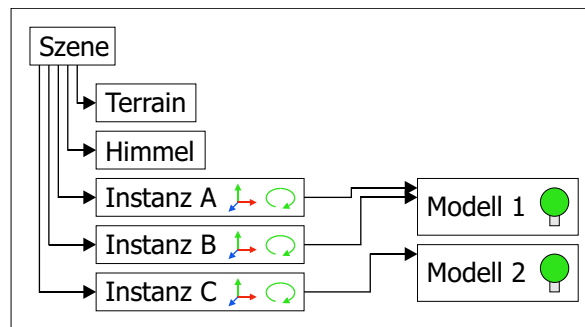 Szene
Terrain
Himmel
Instanz A
Instanz B
Instanz C
Modell 1
Modell 2